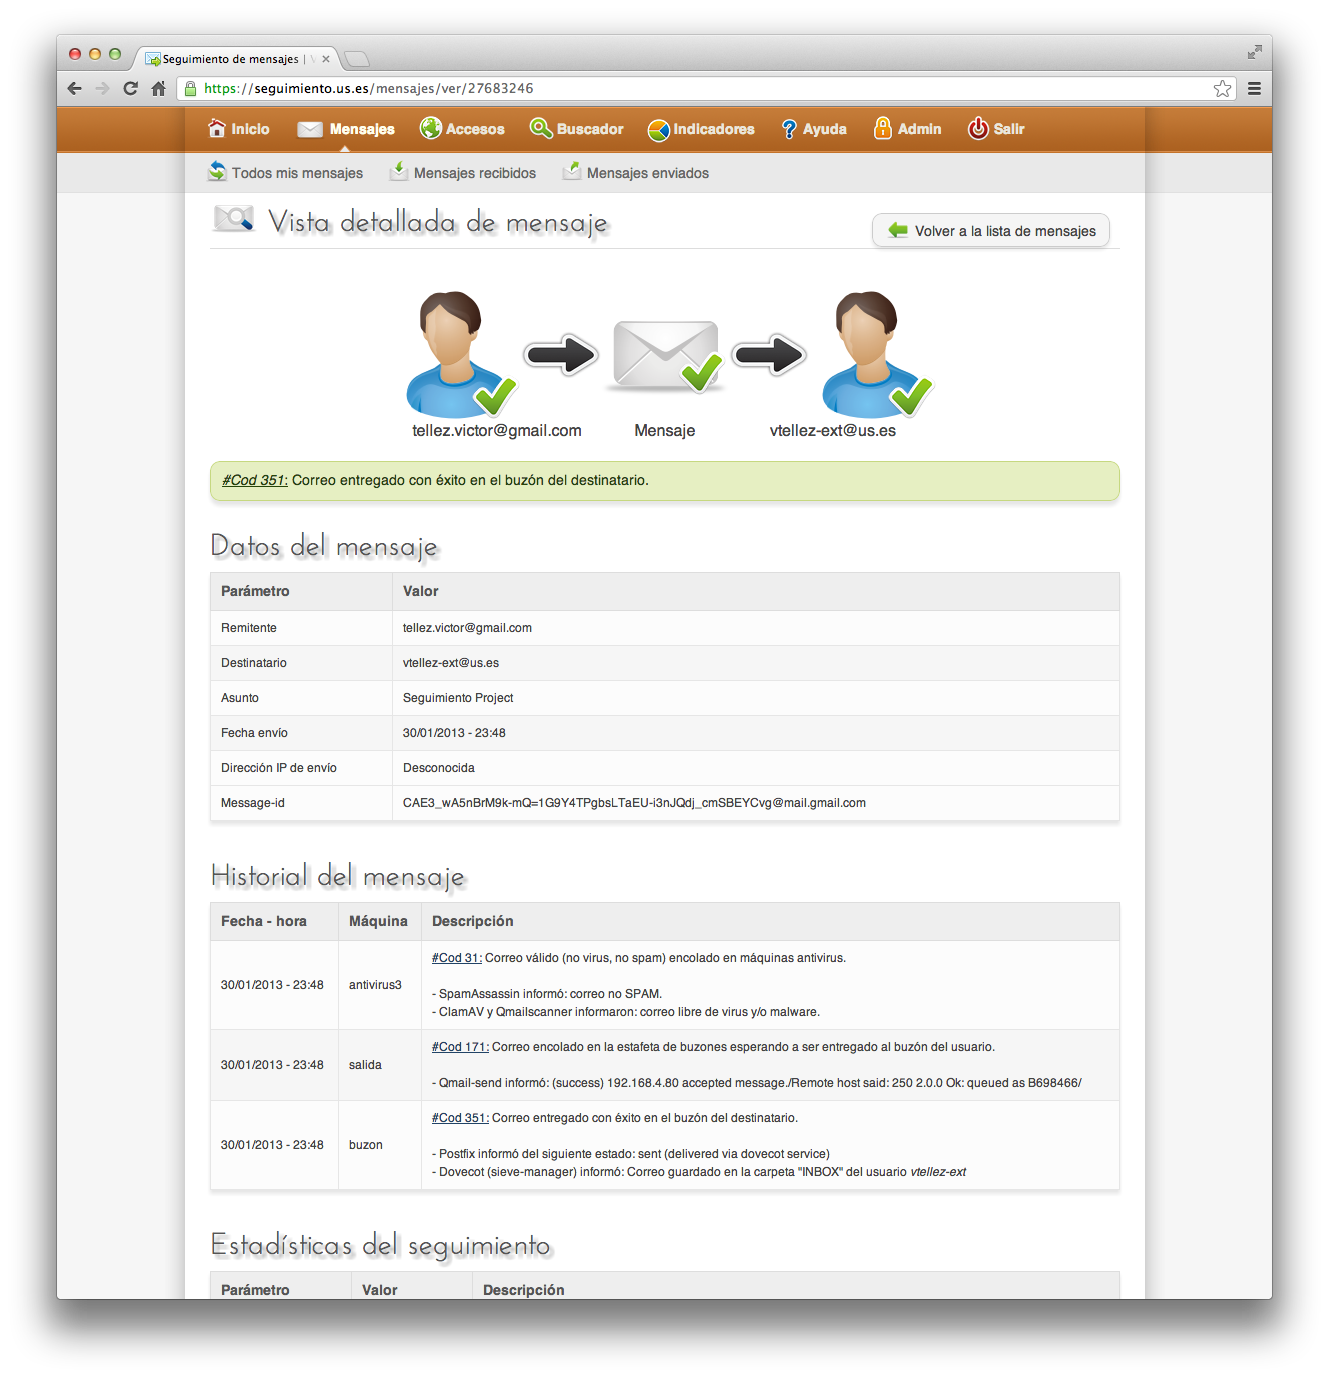 Seguimiento de mensajes |
https://seguimiento.us.es/mensajes/ver/27683246
Inicio Mensajes Accesos Buscador Indicadores Ayuda Admin Salir
Todos mis mensajes Mensajes recibidos Mensajes enviados
Vista detallada de mensaje
Volver a la lista de mensajes
tellez.victor@gmail.com Mensaje vtellez-ext@us.es
#Cod 351: Correo entregado con éxito en el buzón del destinatario.
Datos del mensaje
Parámetro Valor
Remitente tellez.victor@gmail.com
Destinatario vtellez-ext@us.es
Asunto Seguimiento Project
Fecha envío 30/01/2013 - 23:48
Dirección IP de envío Desconocida
Message-id CAE3_wA5nBrM9k-mQ=1G9Y4TPgbsLTaEU-i3nJQdj_cmSBEYCvg@mail.gmail.com
Historial del mensaje
Fecha - hora Máquina Descripción
#Cod 31: Correo válido (no virus, no spam) encolado en máquinas antivirus.
30/01/2013 - 23:48 antivirus3
- SpamAssassin informó: correo no SPAM.
- ClamAV y Qmailscanner informaron: correo libre de virus y/o malware.
#Cod 171: Correo encolado en la estafeta de buzones esperando a ser entregado al buzón del usuario.
30/01/2013 - 23:48 salida
- Qmail-send informó: (success) 192.168.4.80 accepted message./Remote host said: 250 2.0.0 Ok: queued as B698466/
#Cod 351: Correo entregado con éxito en el buzón del destinatario.
30/01/2013 - 23:48 buzon
- Postfix informó del siguiente estado: sent (delivered via dovecot service)
- Dovecot (sieve-manager) informó: Correo guardado en la carpeta "INBOX" del usuario vtellez-ext
Estadísticas del seguimiento
Parámetro Valor Descripción